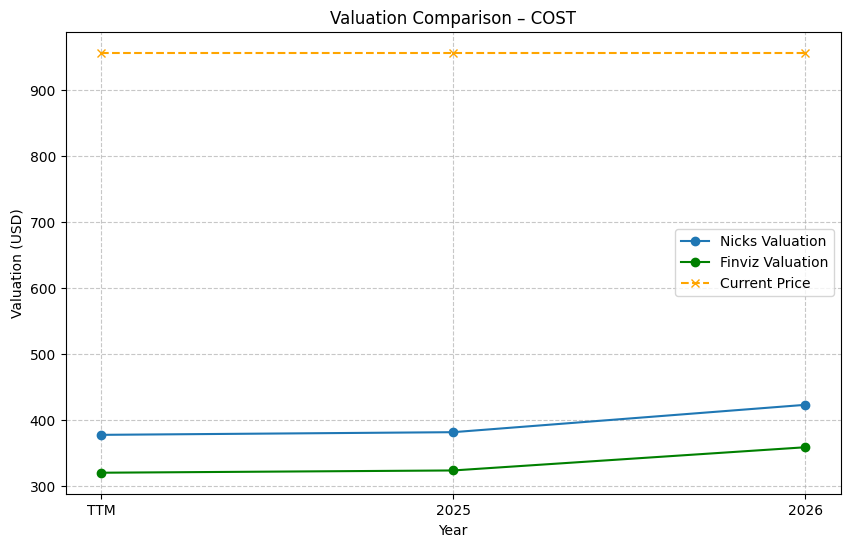 Valuation Comparison – COST
Valuation (USD)
900
800
700
600
500
400
300
Nicks Valuation
Finviz Valuation
Current Price
TTM
2025
2026
Year